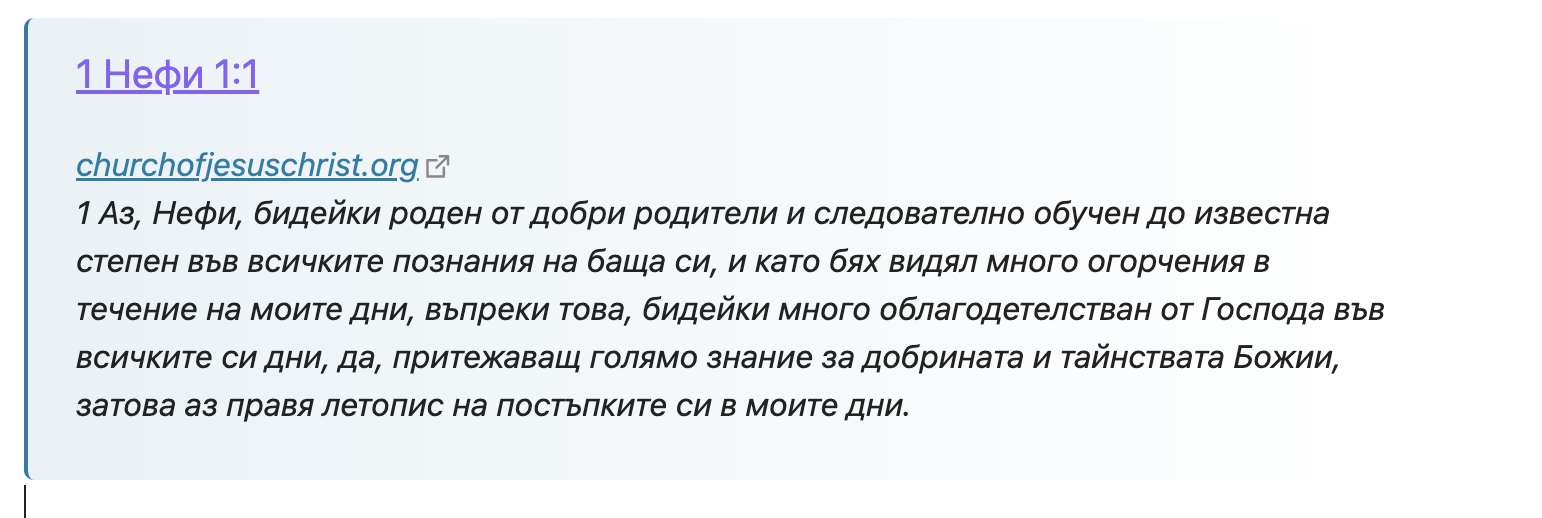 1 Нефи 1:1
churchofjesuschrist.org
1 Аз, Нефи, бидейки роден от добри родители и следователно обучен до известна
степен във всичките познания на баща си, и като бях видял много огорчения в
течение на моите дни, въпреки това, бидейки много облагодетелстван от Господа във
всичките си дни, да, притежаващ голямо знание за добрината и тайнствата Божии,
затова аз правя летопис на постъпките си в моите дни.